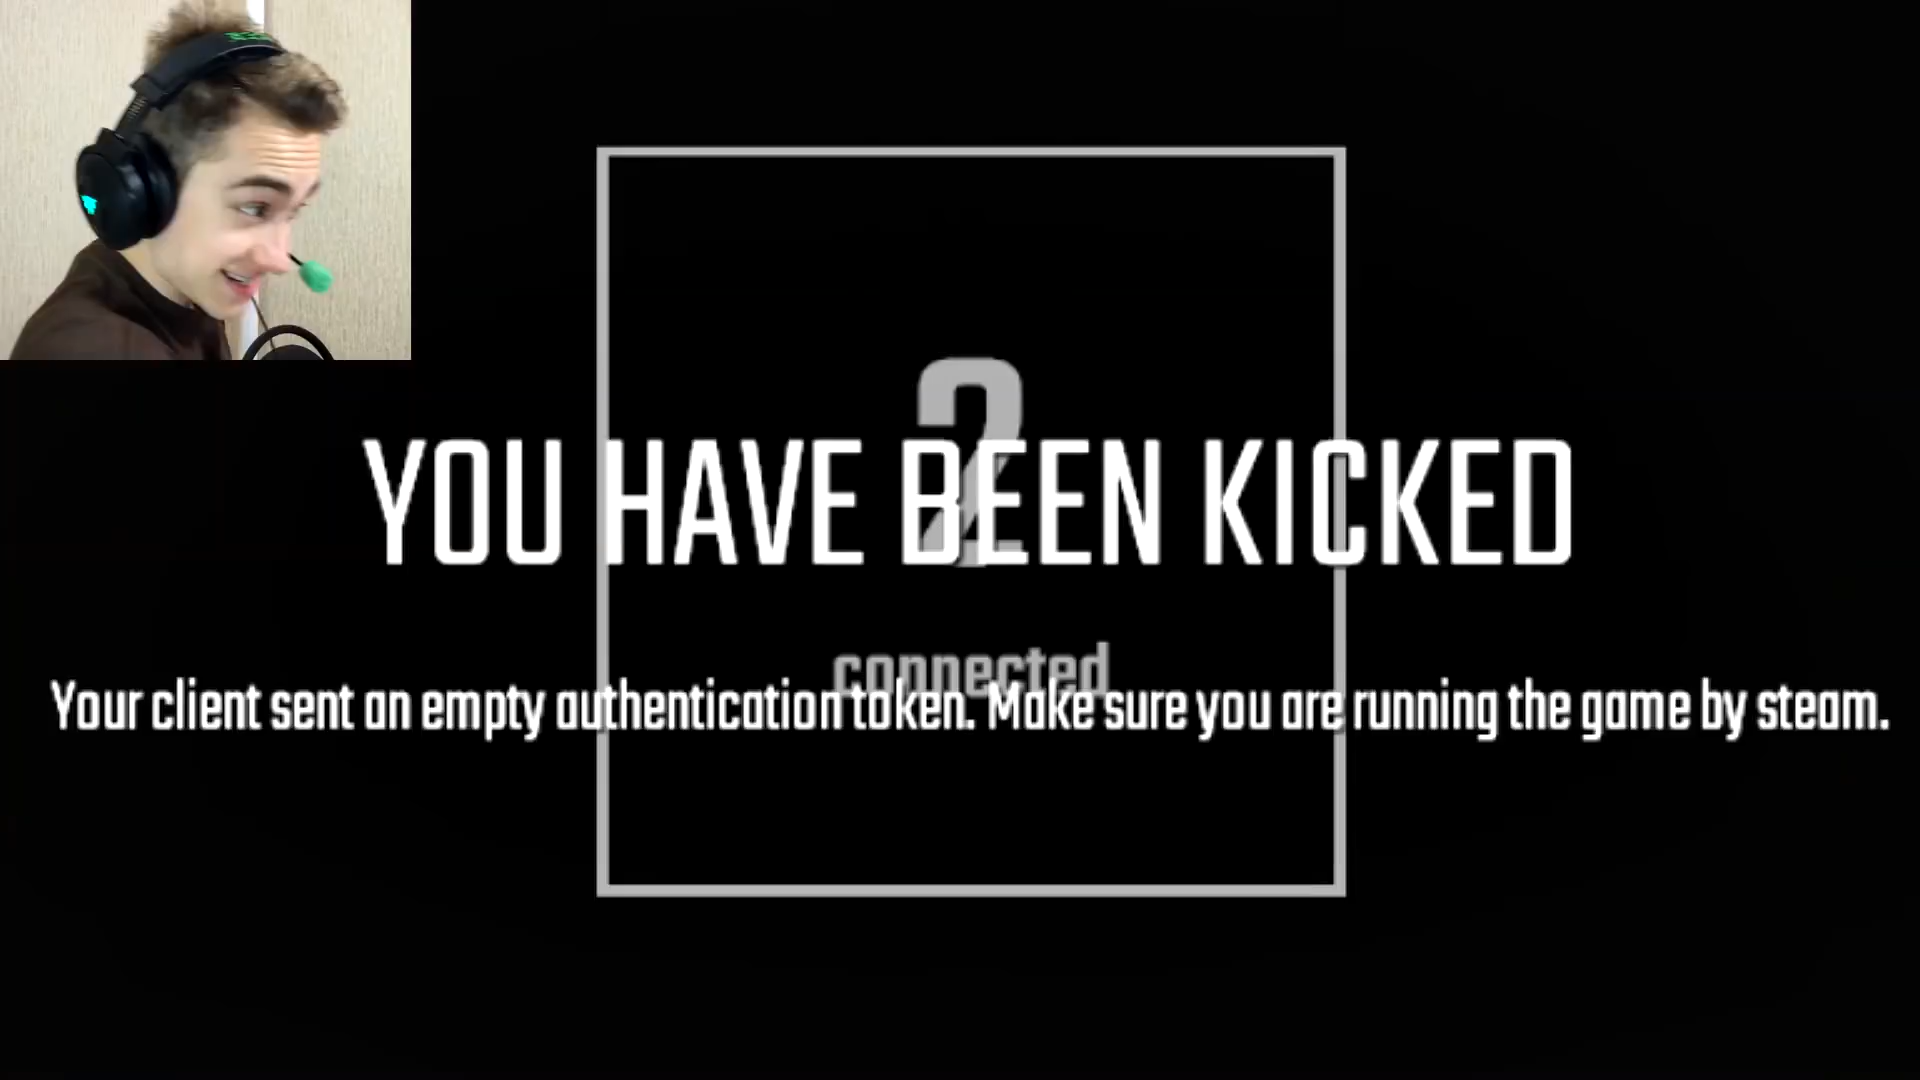 2
YOU HAVE BEEN KICKED
connected
Your client sent an empty authentication token. Make sure you are running the game by steam.